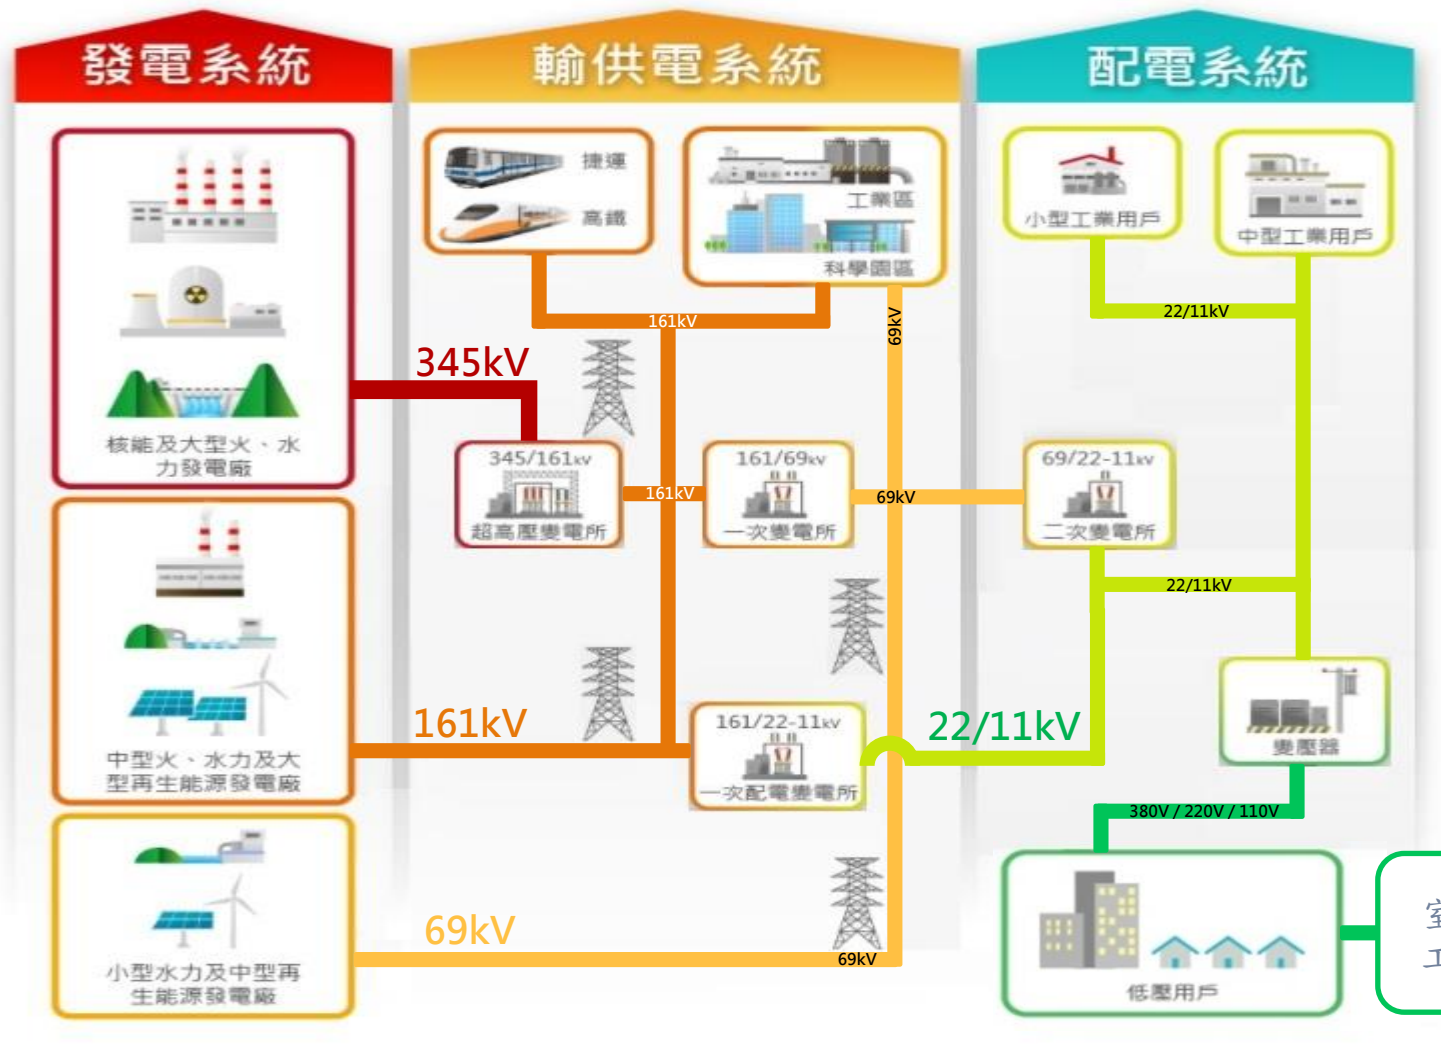 發電系統
輸供電系統
配電系統
捷運
高鐵
工業區
科學園區
小型工業用戶
中型工業用戶
161kV
69kV
22/11kV
345kV
核能及大型火、水
力發電廠
345/161kv
超高壓變電所
161kV
161/69kv
一次變電所
69kV
69/22-11kv
二次變電所
22/11kV
161kV
中型火、水力及大
型再生能源發電廠
161/22-11kv
一次配電變電所
22/11kV
變壓器
380V / 220V / 110V
69kV
69kV
小型水力及中型再
生能源發電廠
低壓用戶
室
工